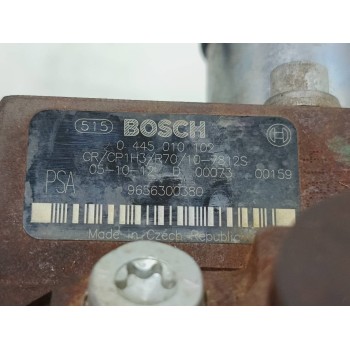 515 BOSCH
0 445 010 102
CR/CP1H3/R70/10-7812S
05-10-12 D 00073 00159
PSA
9656300380
Made in Czech Republic